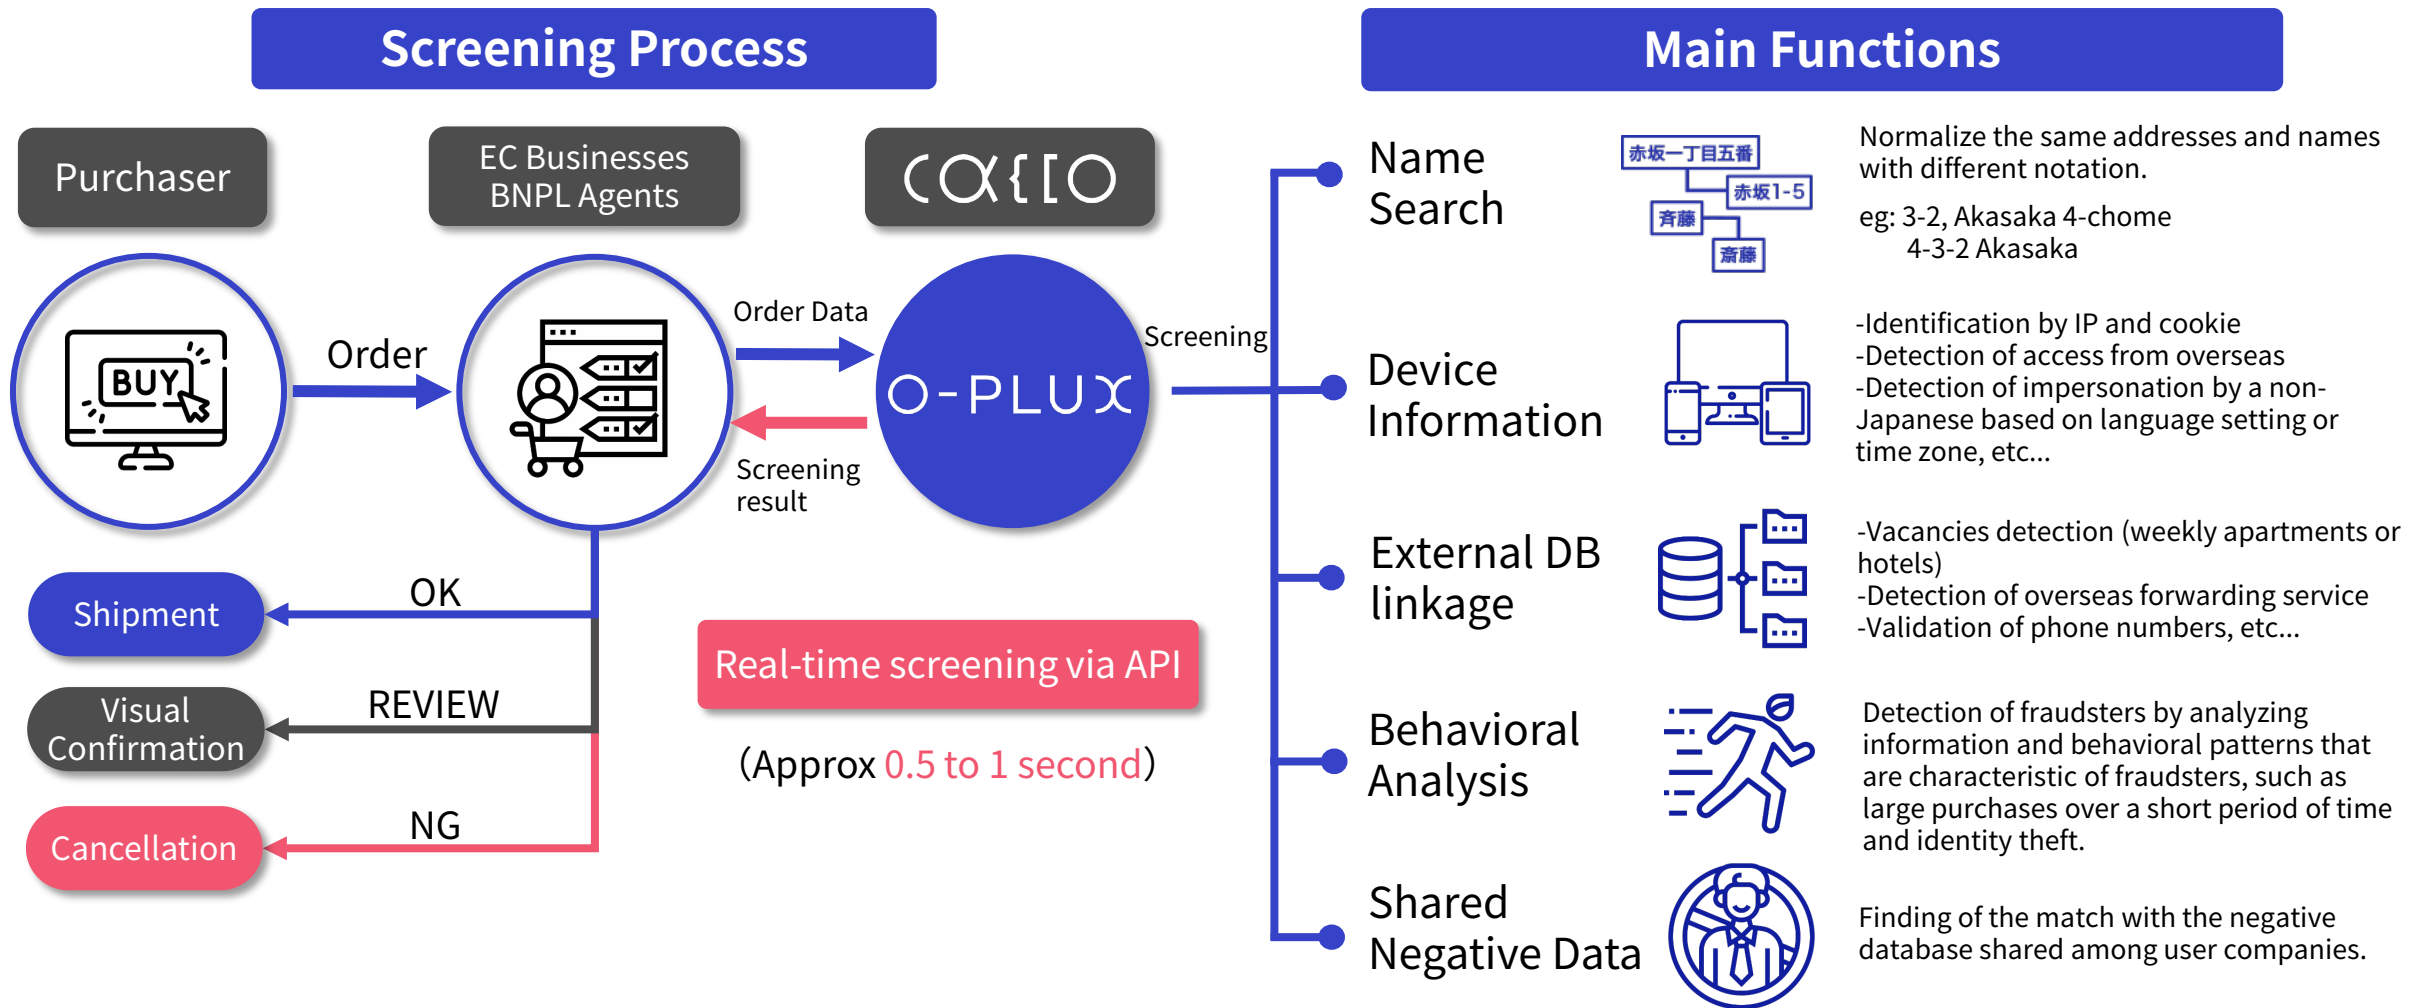 Screening Process
Purchaser
EC Businesses
BNPL Agents
CACCO
BUY
Order
Order Data
Screening
result
O-PLUX
Screening
OK
Shipment
REVIEW
Visual
Confirmation
NG
Cancellation
Real-time screening via API
（Approx 0.5 to 1 second）
Main Functions
Name
Search
赤坂一丁目五番
赤坂1-5
斉藤
斎藤
Normalize the same addresses and names
with different notation.
eg: 3-2, Akasaka 4-chome
4-3-2 Akasaka
Device
Information
-Identification by IP and cookie
-Detection of access from overseas
-Detection of impersonation by a non-
Japanese based on language setting or
time zone, etc...
External DB
linkage
-Vacancies detection (weekly apartments or
hotels)
-Detection of overseas forwarding service
-Validation of phone numbers, etc...
Behavioral
Analysis
Detection of fraudsters by analyzing
information and behavioral patterns that
are characteristic of fraudsters, such as
large purchases over a short period of time
and identity theft.
Shared
Negative Data
Finding of the match with the negative
database shared among user companies.